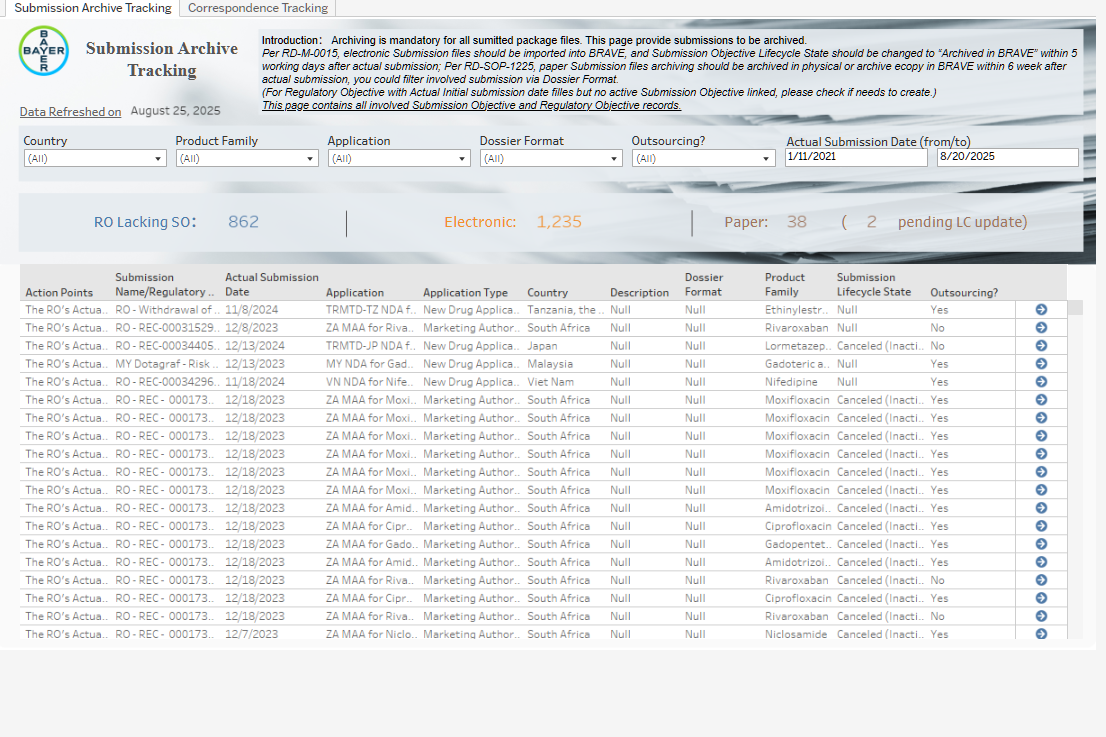 Submission Archive Tracking
Correspondence Tracking
BAYER
BAYER
Submission Archive
Tracking
Introduction: Archiving is mandatory for all sumitted package files. This page provide submissions to be archived.
Per RD-M-0015, electronic Submission files should be imported into BRAVE, and Submission Objective Lifecycle State should be changed to “Archived in BRAVE” within 5
working days after actual submission; Per RD-SOP-1225, paper Submission files archiving should be archived in physical or archive ecopy in BRAVE within 6 week after
actual submission, you could filter involved submission via Dossier Format.
(For Regulatory Objective with Actual Initial submission date files but no active Submission Objective linked, please check if needs to create.)
This page contains all involved Submission Objective and Regulatory Objective records.
Data Refreshed on August 25, 2025
Country Product Family Application Dossier Format Outsourcing? Actual Submission Date (from/to)
(All) (All) (All) (All) (All) 1/11/2021 8/20/2025
RO Lacking SO: 862 Electronic: 1,235 Paper: 38 ( 2 pending LC update)
Action Points Submission Name/Regulatory .. Actual Submission Date Application Application Type Country Description Dossier Format Product Family Submission Lifecycle State Outsourcing?
The RO's Actua.. RO - Withdrawal of .. 11/8/2024 TRMTD-TZ NDA f.. New Drug Applica.. Tanzania, the .. Null Null Ethinylestr.. Null Yes
The RO's Actua.. RO - REC-00031529.. 12/8/2023 ZA MAA for Riva.. New Drug Applica.. South Africa Null Null Rivaroxaban Null No
The RO's Actua.. RO - REC-00034405.. 12/13/2024 TRMTD-JP NDA f.. New Drug Applica.. Japan Null Null Lormetazep.. Canceled (Inacti.. No
The RO's Actua.. MY Dotagraf - Risk .. 12/13/2023 MY NDA for Gad.. New Drug Applica.. Malaysia Null Null Gadoteric a.. Null Yes
The RO's Actua.. RO - REC-00034296.. 11/18/2024 VN NDA for Nife.. New Drug Applica.. Viet Nam Null Null Nifedipine Null Yes
The RO's Actua.. RO - REC - 000173.. 12/18/2023 ZA MAA for Moxi.. Marketing Author.. South Africa Null Null Moxifloxacin Canceled (Inacti.. Yes
The RO's Actua.. RO - REC - 000173.. 12/18/2023 ZA MAA for Moxi.. Marketing Author.. South Africa Null Null Moxifloxacin Canceled (Inacti.. Yes
The RO's Actua.. RO - REC - 000173.. 12/18/2023 ZA MAA for Moxi.. Marketing Author.. South Africa Null Null Moxifloxacin Canceled (Inacti.. Yes
The RO's Actua.. RO - REC - 000173.. 12/18/2023 ZA MAA for Moxi.. Marketing Author.. South Africa Null Null Moxifloxacin Canceled (Inacti.. Yes
The RO's Actua.. RO - REC - 000173.. 12/18/2023 ZA MAA for Moxi.. Marketing Author.. South Africa Null Null Moxifloxacin Canceled (Inacti.. Yes
The RO's Actua.. RO - REC - 000173.. 12/18/2023 ZA MAA for Moxi.. Marketing Author.. South Africa Null Null Moxifloxacin Canceled (Inacti.. Yes
The RO's Actua.. RO - REC - 000173.. 12/18/2023 ZA MAA for Amid.. Marketing Author.. South Africa Null Null Amidotrizoi.. Canceled (Inacti.. Yes
The RO's Actua.. RO - REC - 000173.. 12/18/2023 ZA MAA for Cipr.. Marketing Author.. South Africa Null Null Ciprofloxacin Canceled (Inacti.. Yes
The RO's Actua.. RO - REC - 000173.. 12/18/2023 ZA MAA for Gado.. Marketing Author.. South Africa Null Null Gadopentet.. Canceled (Inacti.. Yes
The RO's Actua.. RO - REC - 000173.. 12/18/2023 ZA MAA for Amid.. Marketing Author.. South Africa Null Null Amidotrizoi.. Canceled (Inacti.. Yes
The RO's Actua.. RO - REC - 000173.. 12/18/2023 ZA MAA for Riva.. Marketing Author.. South Africa Null Null Rivaroxaban Canceled (Inacti.. No
The RO's Actua.. RO - REC - 000173.. 12/18/2023 ZA MAA for Cipr.. Marketing Author.. South Africa Null Null Ciprofloxacin Canceled (Inacti.. Yes
The RO's Actua.. RO - REC - 000173.. 12/18/2023 ZA MAA for Riva.. Marketing Author.. South Africa Null Null Rivaroxaban Canceled (Inacti.. No
The RO's Actua.. RO - REC - 000173.. 12/7/2023 ZA MAA for Niclo.. Marketing Author.. South Africa Null Null Niclosamide Canceled (Inacti.. Yes